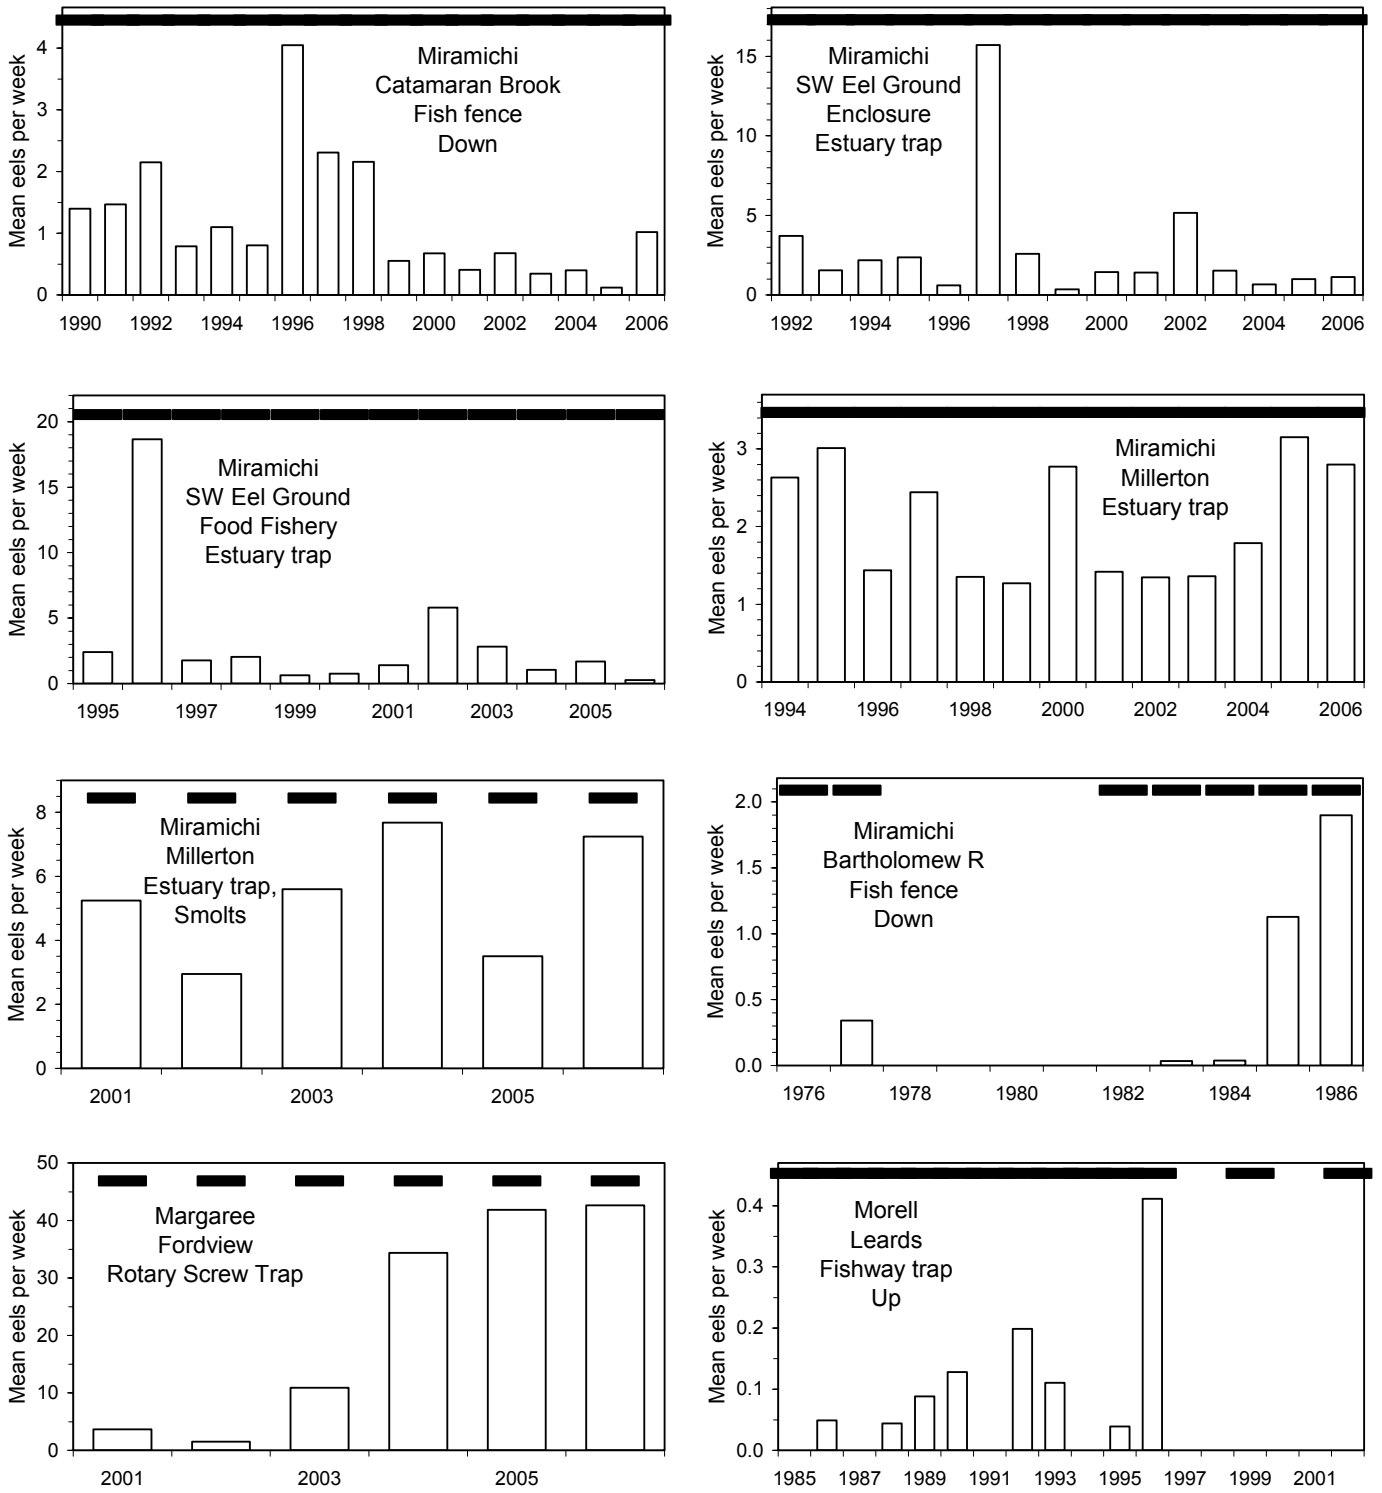 Mean eels per week
4
3
2
1
0
Miramichi
Catamaran Brook
Fish fence
Down
1990 1992 1994 1996 1998 2000 2002 2004 2006
Mean eels per week
15
10
5
0
Miramichi
SW Eel Ground
Enclosure
Estuary trap
1992 1994 1996 1998 2000 2002 2004 2006
Mean eels per week
20
15
10
5
0
Miramichi
SW Eel Ground
Food Fishery
Estuary trap
1995 1997 1999 2001 2003 2005
Mean eels per week
3
2
1
0
Miramichi
Millerton
Estuary trap
1994 1996 1998 2000 2002 2004 2006
Mean eels per week
8
6
4
2
0
Miramichi
Millerton
Estuary trap,
Smolts
2001 2003 2005
Mean eels per week
2.0
1.5
1.0
0.5
0.0
Miramichi
Bartholomew R
Fish fence
Down
1976 1978 1980 1982 1984 1986
Mean eels per week
50
40
30
20
10
0
Margaree
Fordview
Rotary Screw Trap
2001 2003 2005
Mean eels per week
0.4
0.3
0.2
0.1
0.0
Morell
Leards
Fishway trap
Up
1985 1987 1989 1991 1993 1995 1997 1999 2001